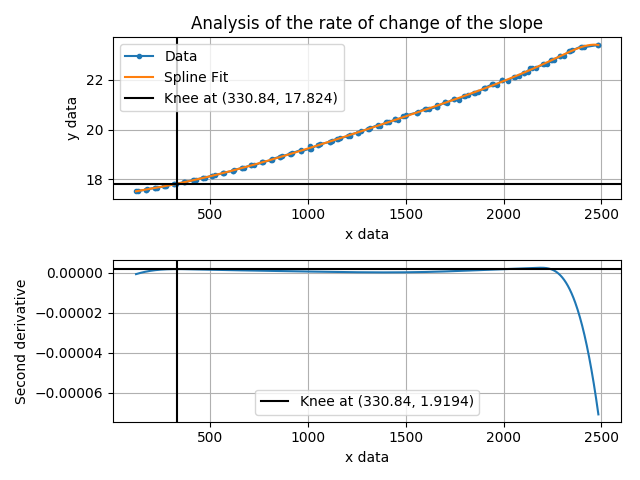 Analysis of the rate of change of the slope
Data
Spline Fit
Knee at (330.84, 17.824)
y data
22
20
18
500
1000
1500
2000
2500
x data
Second derivative
0.00000
−0.00002
−0.00004
−0.00006
Knee at (330.84, 1.9194)
500
1000
1500
2000
2500
x data